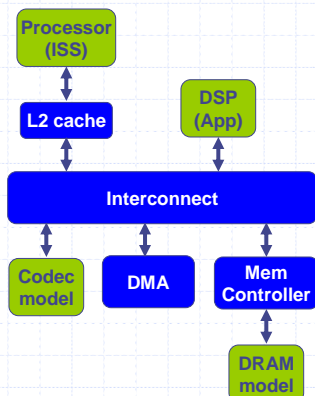 Processor
(ISS)
L2 cache
DSP
(App)
Interconnect
Codec
model
DMA
Mem
Controller
DRAM
model